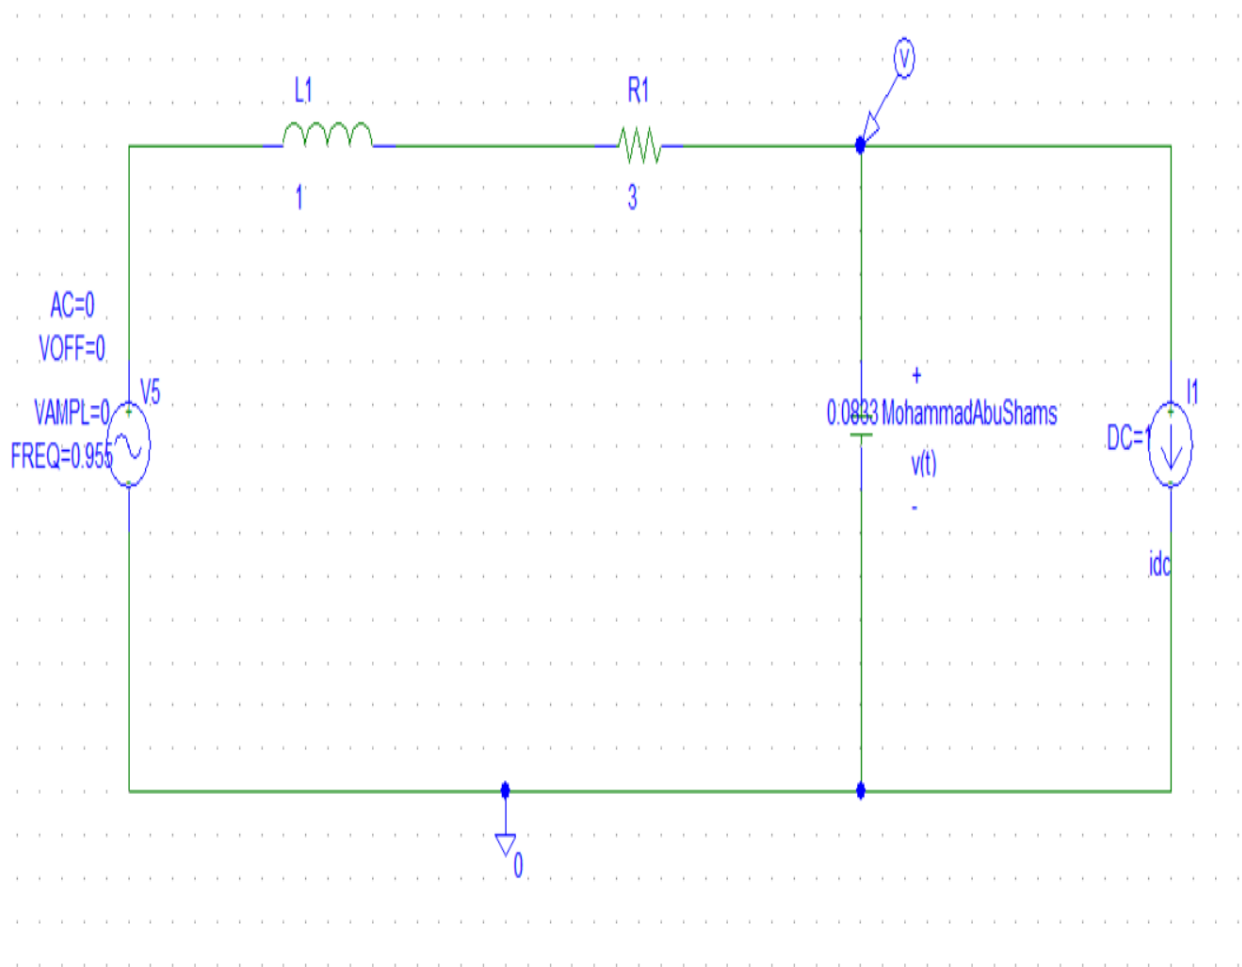 V
L1
R1
1
3
AC=0
VOFF=0
V5
VAMPL=0
FREQ=0.955
+
0.0833 MohammadAbuShams
v(t)
-
I1
DC=1
idc
0